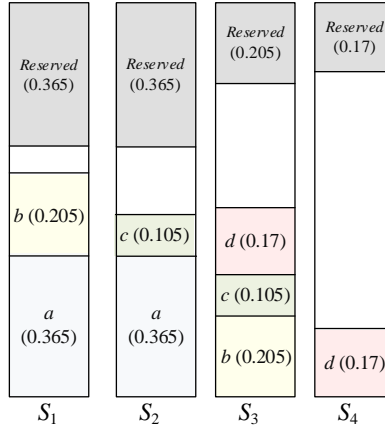 Reserved
(0.365)
b (0.205)
a
(0.365)
S1
Reserved
(0.365)
c (0.105)
a
(0.365)
S2
Reserved
(0.205)
d (0.17)
c (0.105)
b (0.205)
S3
Reserved
(0.17)
d (0.17)
S4